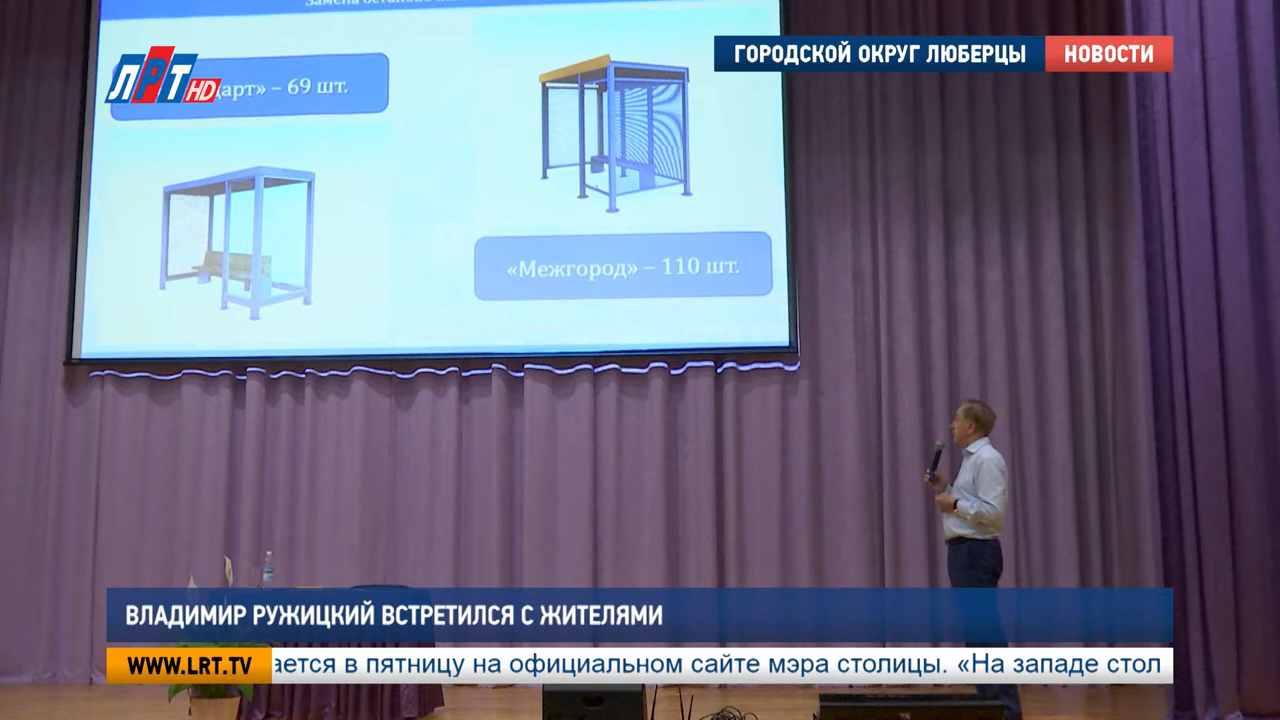 Замена
ЛРТ HD
ГОРОДСКОЙ ОКРУГ ЛЮБЕРЦЫ НОВОСТИ
– 69 шт.
«Межгород» – 110 шт.
ВЛАДИМИР РУЖИЦКИЙ ВСТРЕТИЛСЯ С ЖИТЕЛЯМИ
WWW.LRT.TV ается в пятницу на официальном сайте мэра столицы. «На западе стол